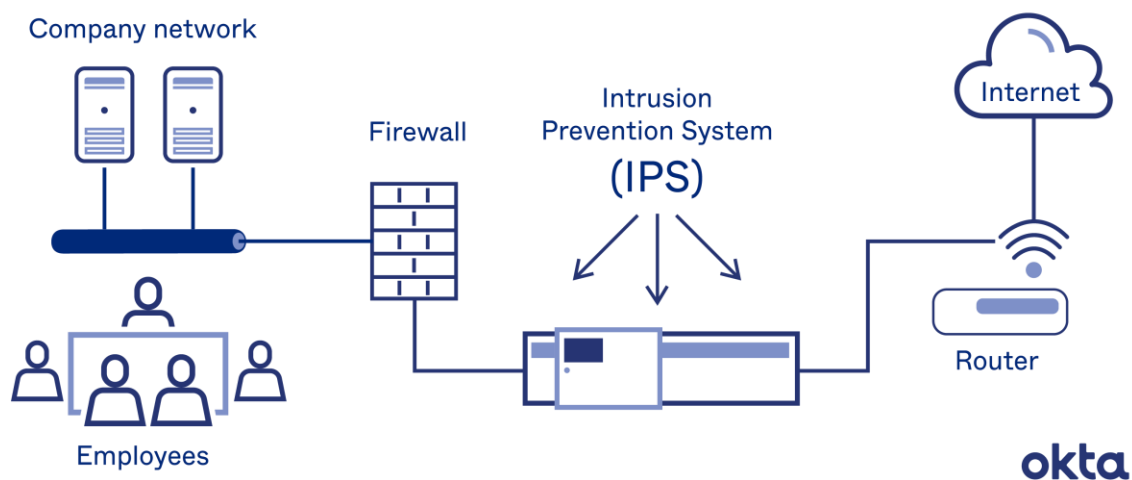 Company network
Firewall
Intrusion
Prevention System
(IPS)
Internet
Router
Employees
okta